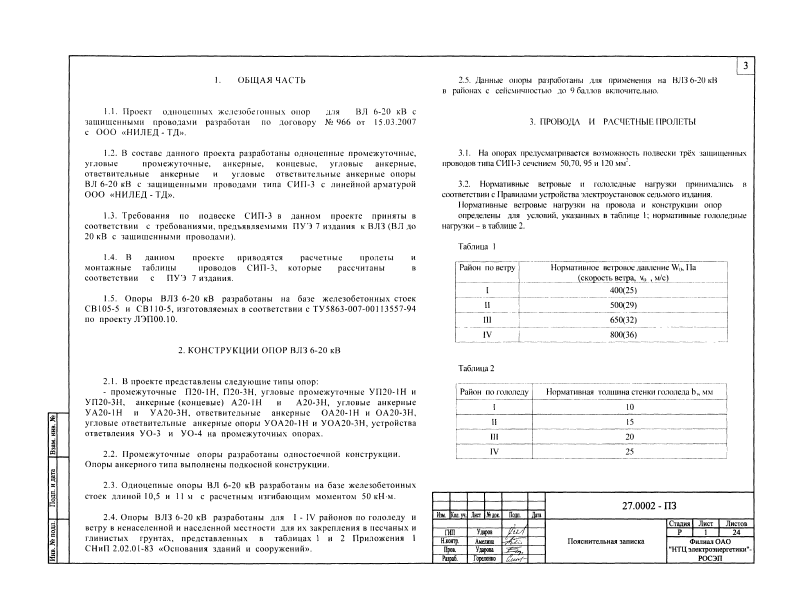 3
1. ОБЩАЯ ЧАСТЬ
1.1. Проект одноцепных железобетонных опор для ВЛ 6-20 кВ с
защищенными проводами разработан по договору № 966 от 15.03.2007
с ООО «НИЛЕД - ТД».
1.2. В составе данного проекта разработаны одноцепные промежуточные,
угловые промежуточные, анкерные, концевые, угловые анкерные,
ответвительные анкерные и угловые ответвительные анкерные опоры
ВЛ 6-20 кВ с защищенными проводами типа СИП-3 с линейной арматурой
ООО «НИЛЕД - ТД».
1.3. Требования по подвеске СИП-3 в данном проекте приняты в
соответствии с требованиями, предъявляемыми ПУЭ 7 издания к ВЛЗ (ВЛ до
20 кВ с защищенными проводами).
1.4. В данном проекте приводятся расчетные пролеты и
монтажные таблицы проводов СИП-3, которые рассчитаны в
соответствии с ПУЭ 7 издания.
1.5. Опоры ВЛЗ 6-20 кВ разработаны на базе железобетонных стоек
СВ105-5 и СВ110-5, изготовляемых в соответствии с ТУ5863-007-00113557-94
по проекту ЛЭП00.10.
2. КОНСТРУКЦИИ ОПОР ВЛЗ 6-20 кВ
2.1. В проекте представлены следующие типы опор:
- промежуточные П20-1Н, П20-3Н, угловые промежуточные УП20-1Н и
УП20-3Н, анкерные (концевые) А20-1Н и А20-3Н, угловые анкерные
УА20-1Н и УА20-3Н, ответвительные анкерные ОА20-1Н и ОА20-3Н,
угловые ответвительные анкерные опоры УОА20-1Н и УОА20-3Н, устройства
ответвления УО-3 и УО-4 на промежуточных опорах.
2.2. Промежуточные опоры разработаны одностоечной конструкции.
Опоры анкерного типа выполнены подкосной конструкции.
2.3. Одноцепные опоры ВЛ 6-20 кВ разработаны на базе железобетонных
стоек длиной 10,5 и 11 м с расчетным изгибающим моментом 50 кН·м.
2.4. Опоры ВЛЗ 6-20 кВ разработаны для I - IV районов по гололеду и
ветру в ненаселенной и населенной местности для их закрепления в песчаных и
глинистых грунтах, представленных в таблицах 1 и 2 Приложения 1
СНиП 2.02.01-83 «Основания зданий и сооружений».
2.5. Данные опоры разработаны для применения на ВЛЗ 6-20 кВ
в районах с сейсмичностью до 9 баллов включительно.
3. ПРОВОДА И РАСЧЕТНЫЕ ПРОЛЕТЫ
3.1. На опорах предусматривается возможность подвески трёх защищенных
проводов типа СИП-3 сечением 50,70, 95 и 120 мм².
3.2. Нормативные ветровые и гололедные нагрузки принимались в
соответствии с Правилами устройства электроустановок седьмого издания.
Нормативные ветровые нагрузки на провода и конструкции опор
определены для условий, указанных в таблице 1; нормативные гололедные
нагрузки – в таблице 2.
Таблица 1
Район по ветру Нормативное ветровое давление W₀, Па
(скорость ветра, v₀ , м/с)
I 400(25)
II 500(29)
III 650(32)
IV 800(36)
Таблица 2
Район по гололеду Нормативная толщина стенки гололеда bₙ, мм
I 10
II 15
III 20
IV 25
Взам. инв. №
Подп. и дата
Инв. № подл.
27.0002 - ПЗ
Изм. Кол. уч. Лист № док. Подп. Дата
ГИП Ударов
Н.контр. Амелина
Пров. Ударова
Разраб. Гореленко
Пояснительная записка
Стадия Лист Листов
Р 1 24
Филиал ОАО
"НТЦ электроэнергетики"-
РОСЭП